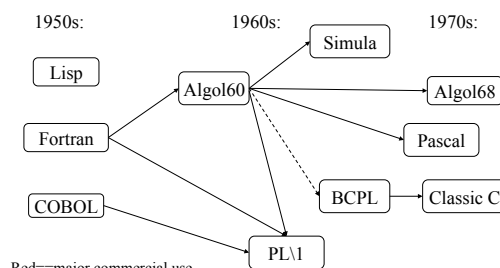 1950s: 1960s: 1970s:
Simula
Lisp
Algol60
Algol68
Fortran
Pascal
BCPL
Classic C
COBOL
PL\1